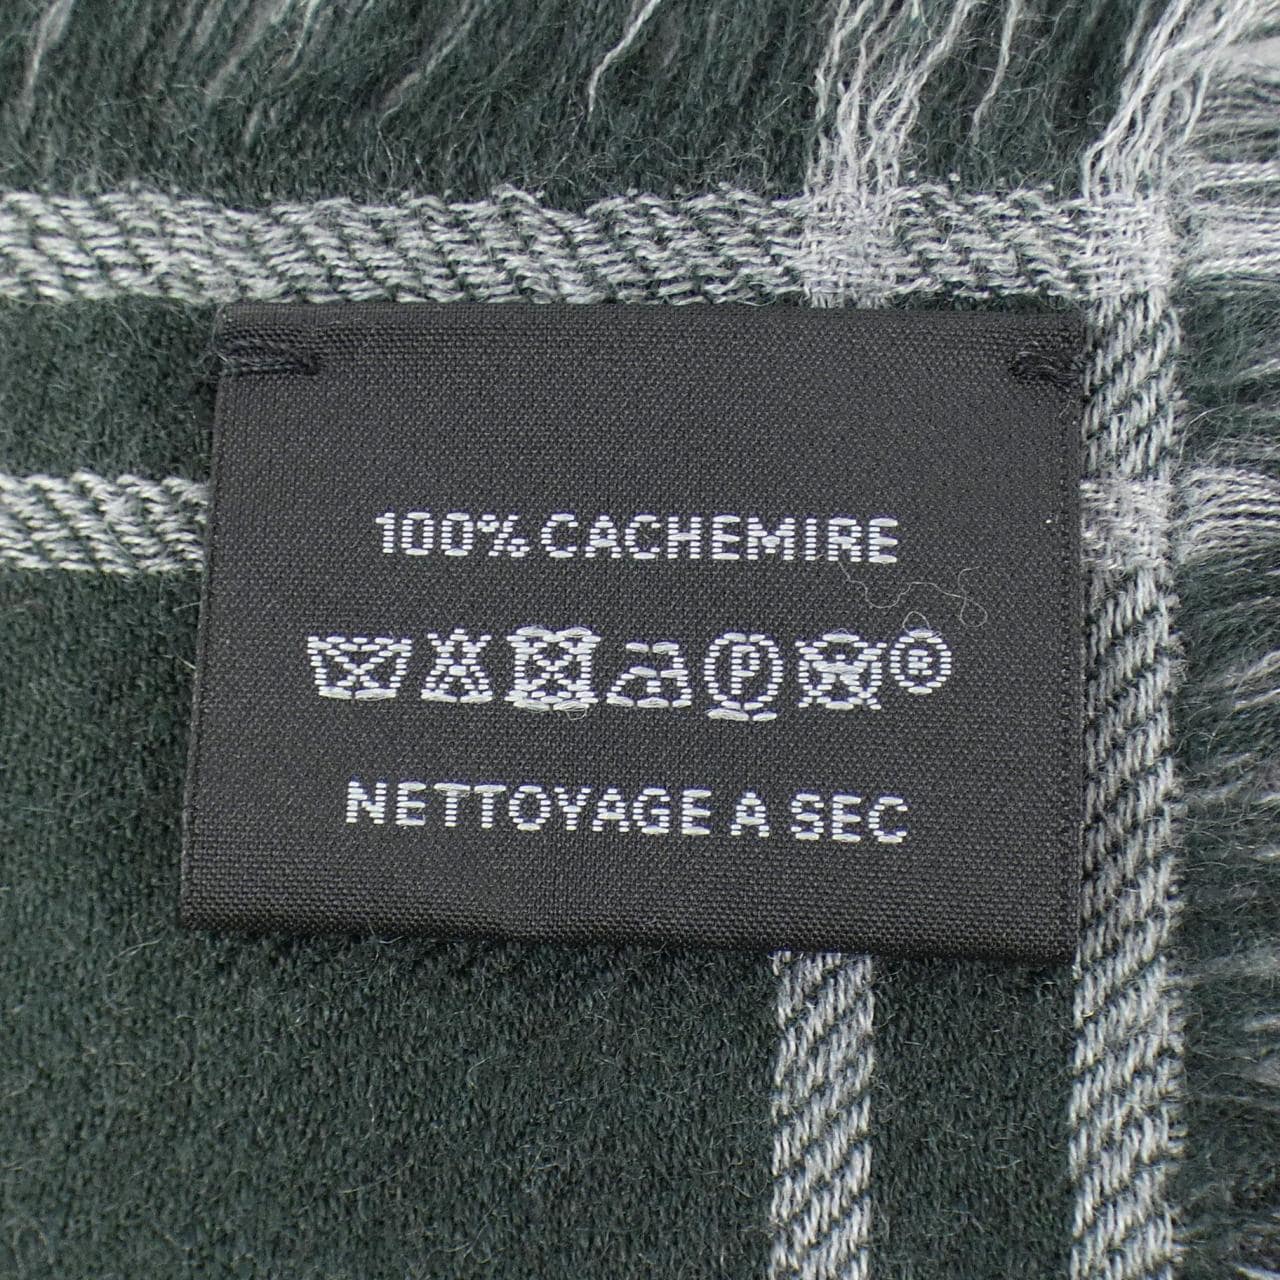 100% CACHEMIRE
P ®
NETTOYAGE A SEC